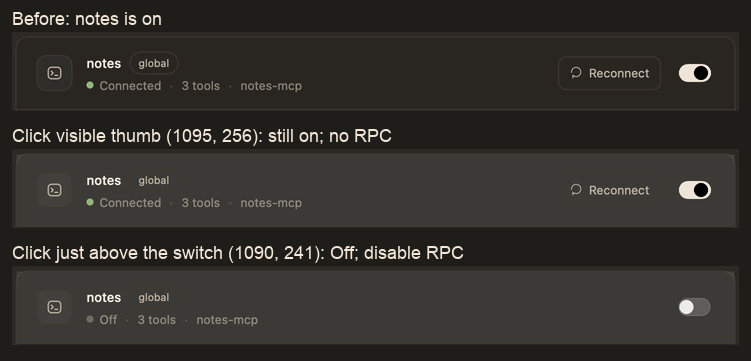 Before: notes is on
notes global
Connected · 3 tools · notes-mcp
Reconnect
Click visible thumb (1095, 256): still on; no RPC
notes global
Connected · 3 tools · notes-mcp
Reconnect
Click just above the switch (1090, 241): Off; disable RPC
notes global
Off · 3 tools · notes-mcp